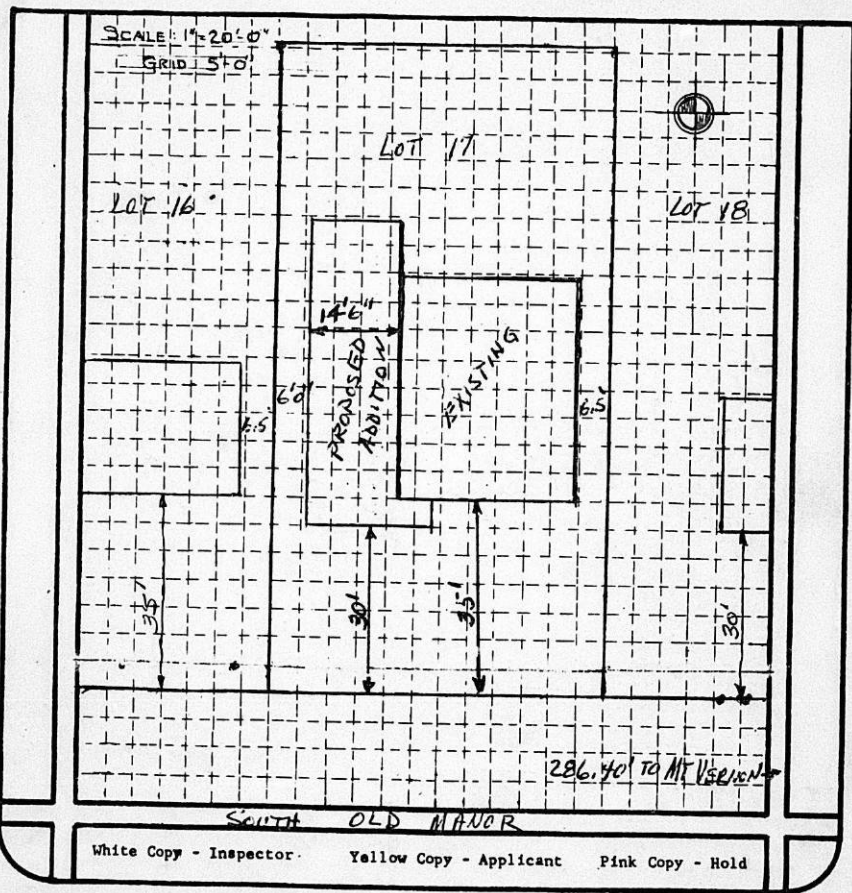 SCALE: 1"=20'-0"
GRID 5'-0"
LOT 17
LOT 16
LOT 18
14'6"
PROPOSED
ADDITION
EXISTING
6'0"
6.5'
6.5'
35'
30'
35'
30'
286.40' TO MT VERNON
SOUTH OLD MANOR
White Copy - Inspector. Yellow Copy - Applicant Pink Copy - Hold